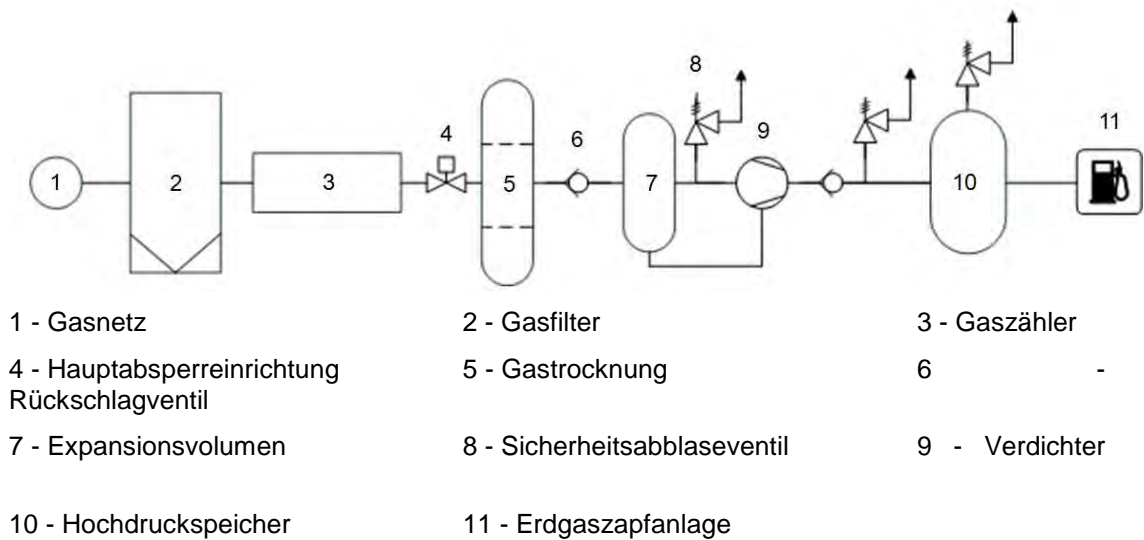 8
11
4
6
9
1
2
3
5
7
10
1 - Gasnetz 2 - Gasfilter 3 - Gaszähler
4 - Hauptabsperreinrichtung 5 - Gastrocknung 6 -
Rückschlagventil
7 - Expansionsvolumen 8 - Sicherheitsabblaseventil 9 - Verdichter
10 - Hochdruckspeicher 11 - Erdgaszapfanlage